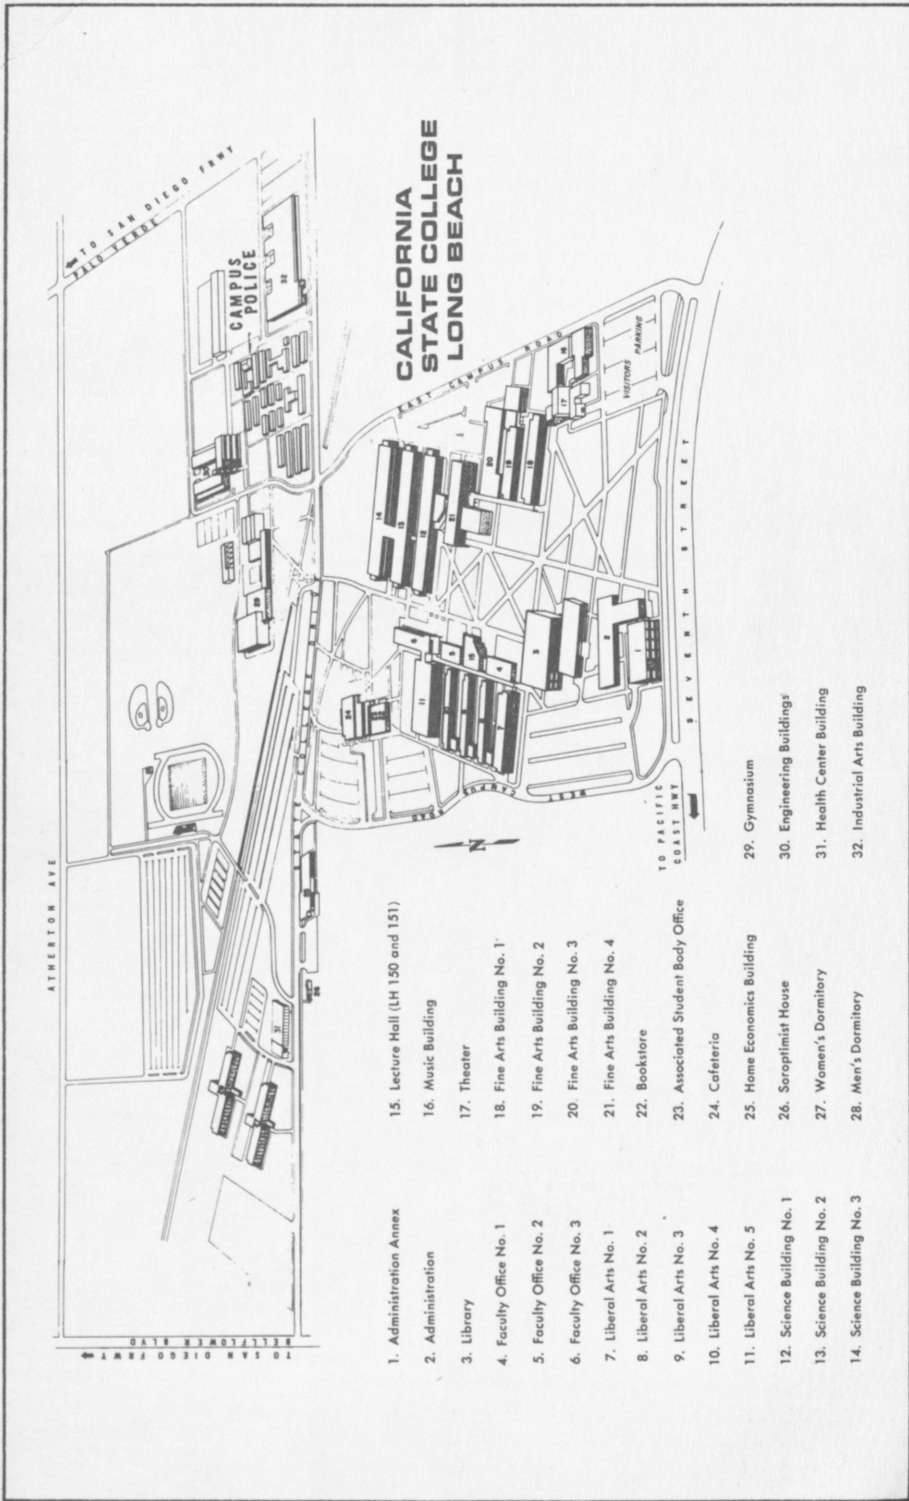 CALIFORNIA
STATE COLLEGE
LONG BEACH
ATHERTON AVE
TO SAN DIEGO FRWY
PALO VERDE
CAMPUS
POLICE
EAST CAMPUS ROAD
VISITORS PARKING
SEVENTH STREET
WEST CAMPUS ROAD
TO PACIFIC
COAST HWY
N
TO SAN DIEGO FRWY
BELLFLOWER BLVD
1. Administration Annex
2. Administration
3. Library
4. Faculty Office No. 1
5. Faculty Office No. 2
6. Faculty Office No. 3
7. Liberal Arts No. 1
8. Liberal Arts No. 2
9. Liberal Arts No. 3
10. Liberal Arts No. 4
11. Liberal Arts No. 5
12. Science Building No. 1
13. Science Building No. 2
14. Science Building No. 3
15. Lecture Hall (LH 150 and 151)
16. Music Building
17. Theater
18. Fine Arts Building No. 1
19. Fine Arts Building No. 2
20. Fine Arts Building No. 3
21. Fine Arts Building No. 4
22. Bookstore
23. Associated Student Body Office
24. Cafeteria
25. Home Economics Building
26. Soroptimist House
27. Women's Dormitory
28. Men's Dormitory
29. Gymnasium
30. Engineering Buildings
31. Health Center Building
32. Industrial Arts Building